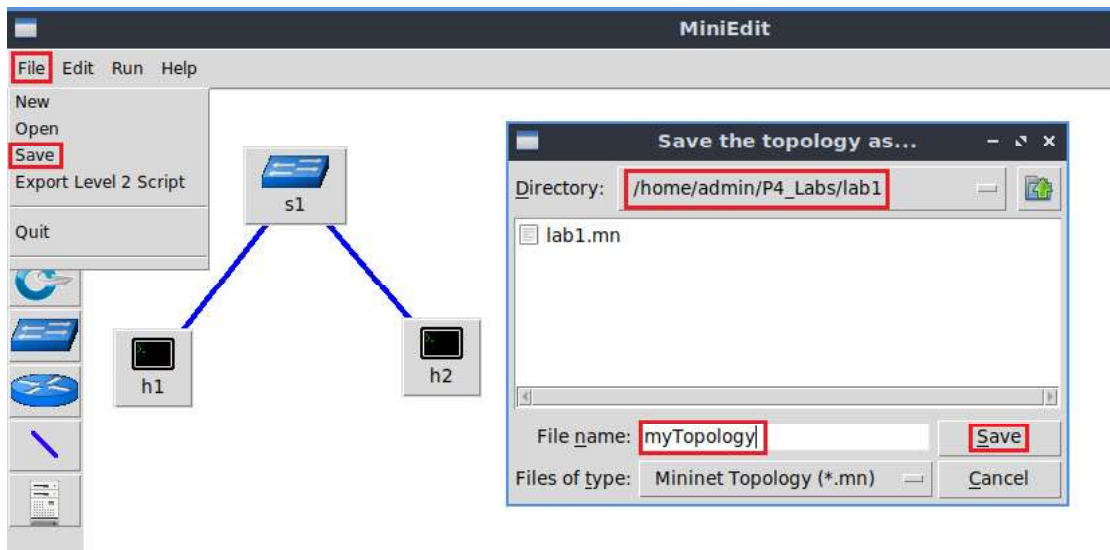 MiniEdit
File Edit Run Help
New
Open
Save
Export Level 2 Script
Quit
s1
h1
h2
Save the topology as...
Directory: /home/admin/P4_Labs/lab1
lab1.mn
File name: myTopology
Save
Files of type: Mininet Topology (*.mn)
Cancel